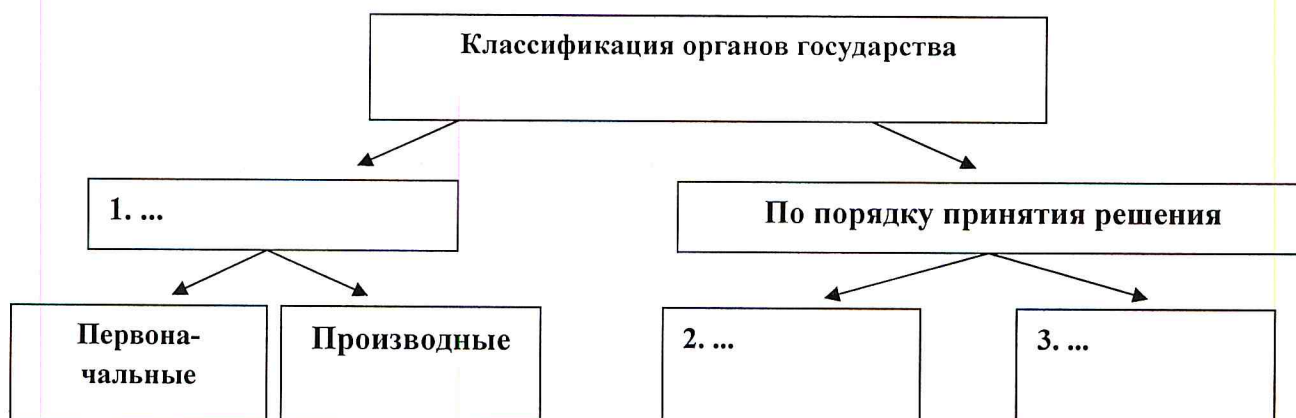 Классификация органов государства
1. ...
По порядку принятия решения
Первона-
чальные
Производные
2. ...
3. ...